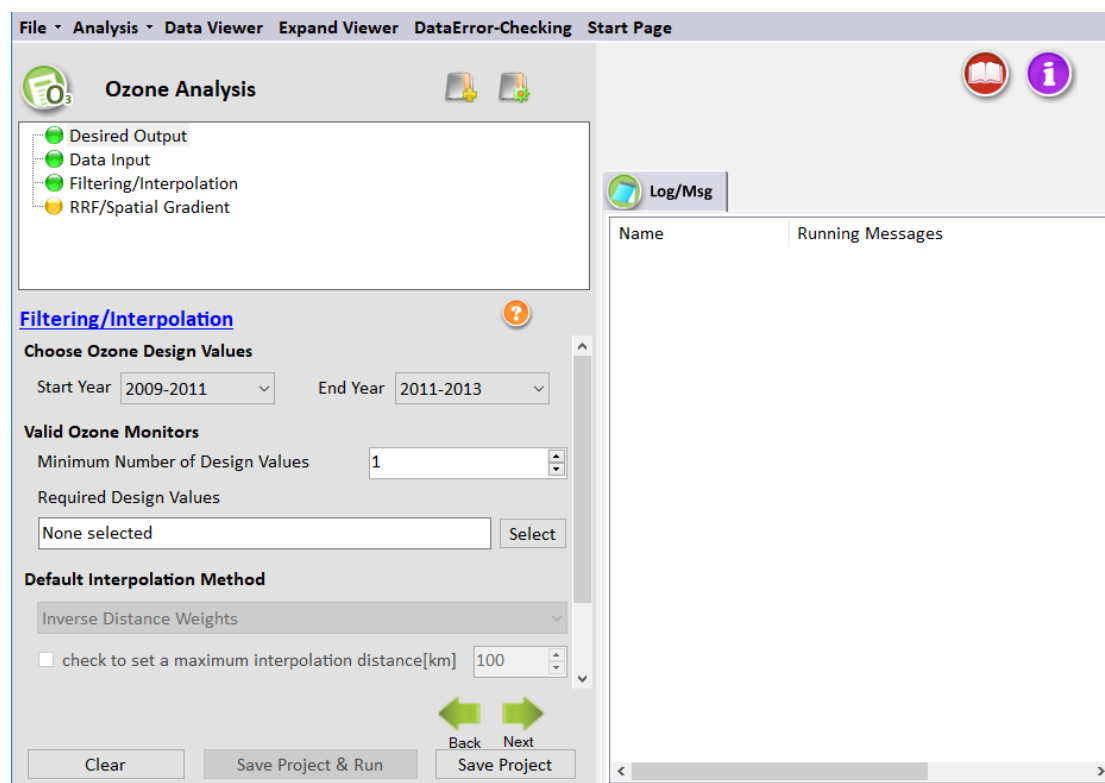 File Analysis Data Viewer Expand Viewer DataError-Checking Start Page
O3 Ozone Analysis
Desired Output
Data Input
Filtering/Interpolation
RRF/Spatial Gradient
Filtering/Interpolation ?
Choose Ozone Design Values
Start Year 2009-2011 End Year 2011-2013
Valid Ozone Monitors
Minimum Number of Design Values 1
Required Design Values
None selected Select
Default Interpolation Method
Inverse Distance Weights
check to set a maximum interpolation distance[km] 100
Back Next
Clear Save Project & Run Save Project
i
Log/Msg
Name Running Messages